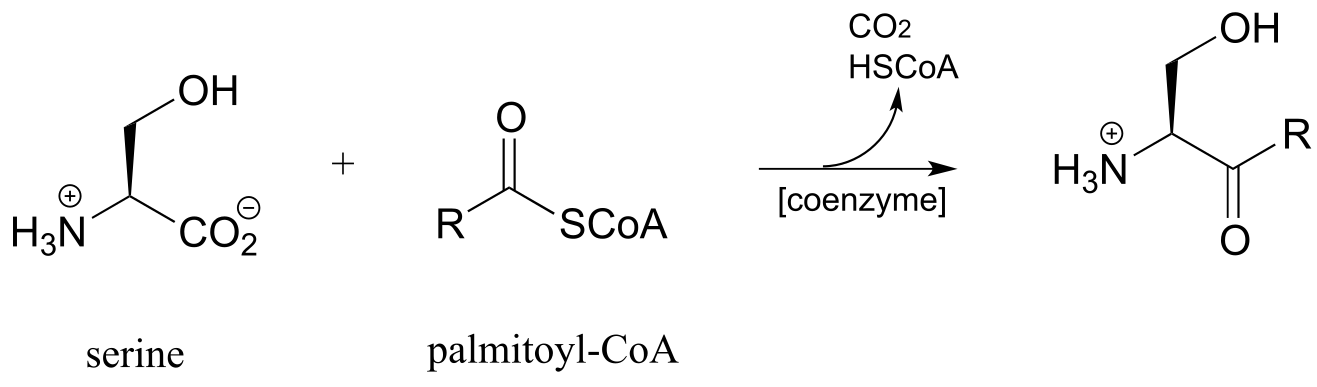 CO2
HSCoA
[coenzyme]
OH
H₃N⊕
CO₂⊖
serine
+
O
R
SCoA
palmitoyl-CoA
OH
H₃N⊕
R
O